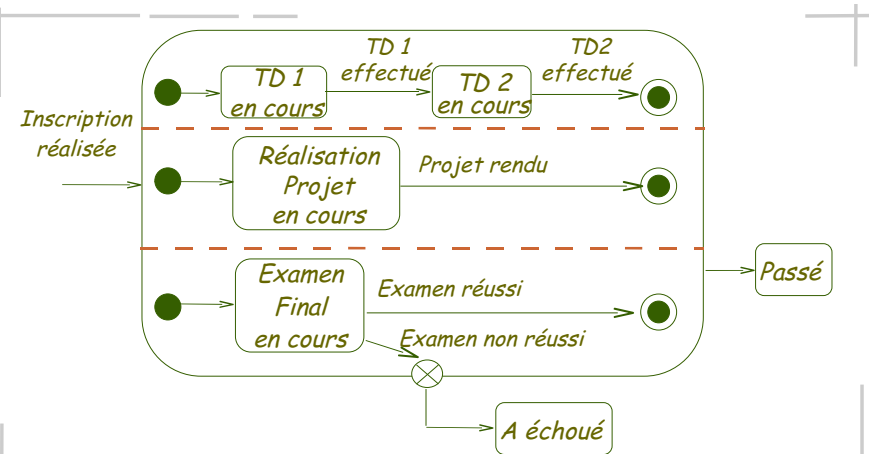 TD 1
effectué
TD2
effectué
TD 1
en cours
TD 2
en cours
Inscription
réalisée
Réalisation
Projet
en cours
Projet rendu
Passé
Examen
Final
en cours
Examen réussi
Examen non réussi
A échoué